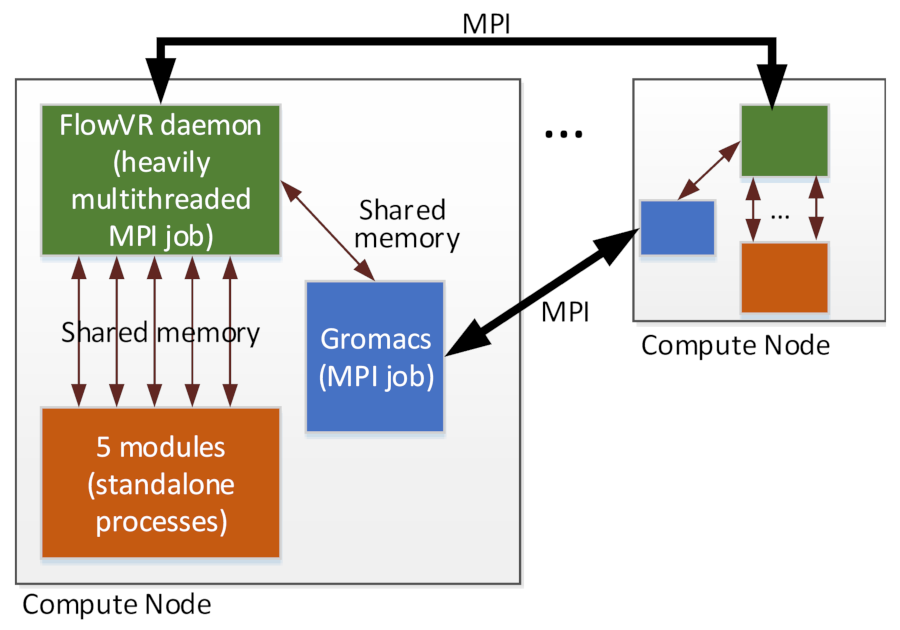 MPI
FlowVR daemon
(heavily
multithreaded
MPI job)
...
Shared
memory
...
Shared memory
Gromacs
(MPI job)
MPI
Compute Node
5 modules
(standalone
processes)
Compute Node